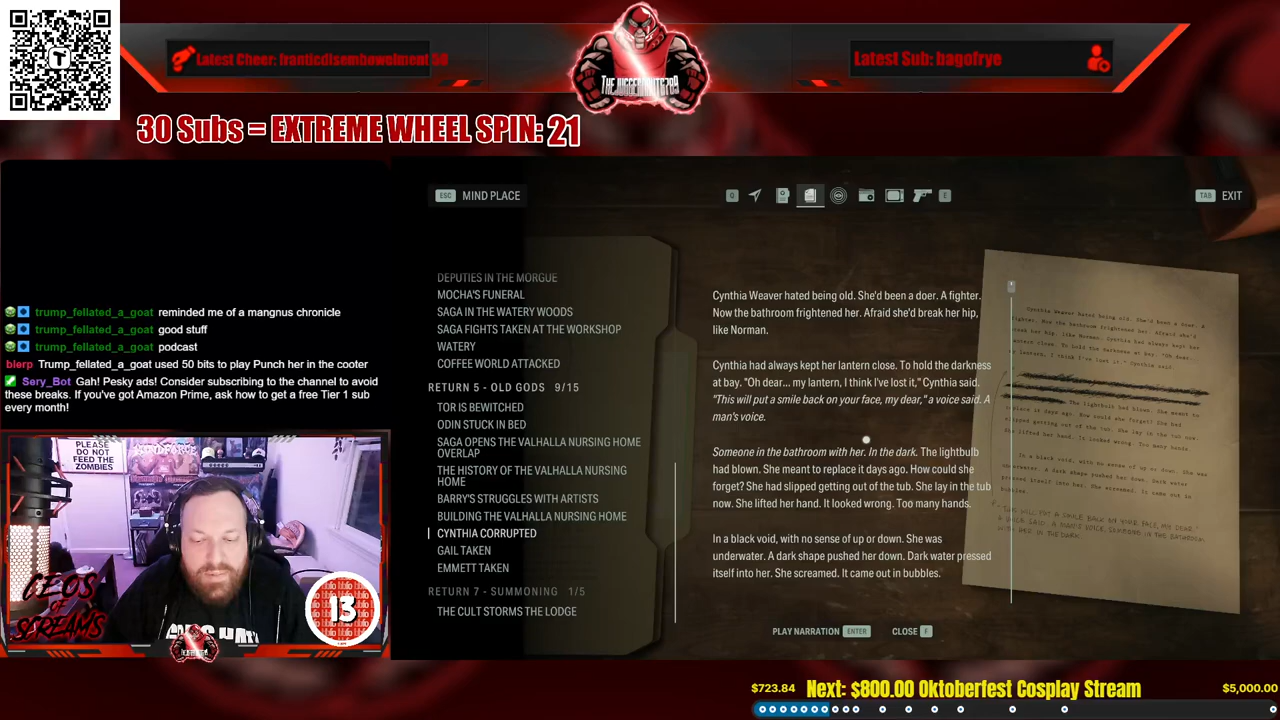 Latest Cheer: franticdisembowelment 50
THEJUGGERNAUT6789
Latest Sub: bagofrye
30 Subs = EXTREME WHEEL SPIN: 21
ESC MIND PLACE
Q
E
TAB EXIT
trump_fellated_a_goat reminded me of a mangnus chronicle
trump_fellated_a_goat good stuff
trump_fellated_a_goat podcast
blerp Trump_fellated_a_goat used 50 bits to play Punch her in the cooter
Sery_Bot Gah! Pesky ads! Consider subscribing to the channel to avoid
these breaks. If you've got Amazon Prime, ask how to get a free Tier 1 sub
every month!
DEPUTIES IN THE MORGUE
MOCHA'S FUNERAL
SAGA IN THE WATERY WOODS
SAGA FIGHTS TAKEN AT THE WORKSHOP
WATERY
COFFEE WORLD ATTACKED
RETURN 5 - OLD GODS 9/15
TOR IS BEWITCHED
ODIN STUCK IN BED
SAGA OPENS THE VALHALLA NURSING HOME
OVERLAP
THE HISTORY OF THE VALHALLA NURSING
HOME
BARRY'S STRUGGLES WITH ARTISTS
BUILDING THE VALHALLA NURSING HOME
CYNTHIA CORRUPTED
GAIL TAKEN
EMMETT TAKEN
RETURN 7 - SUMMONING 1/5
THE CULT STORMS THE LODGE
Cynthia Weaver hated being old. She'd been a doer. A fighter.
Now the bathroom frightened her. Afraid she'd break her hip,
like Norman.
Cynthia had always kept her lantern close. To hold the darkness
at bay. "Oh dear... my lantern, I think I've lost it," Cynthia said.
"This will put a smile back on your face, my dear," a voice said. A
man's voice.
Someone in the bathroom with her. In the dark. The lightbulb
had blown. She meant to replace it days ago. How could she
forget? She had slipped getting out of the tub. She lay in the tub
now. She lifted her hand. It looked wrong. Too many hands.
In a black void, with no sense of up or down. She was
underwater. A dark shape pushed her down. Dark water pressed
itself into her. She screamed. It came out in bubbles.
PLAY NARRATION ENTER
CLOSE F
PLEASE
DO NOT
FEED THE
ZOMBIES
CEOS
OF
SCREAMS
13
$723.84 Next: $800.00 Oktoberfest Cosplay Stream $5,000.00